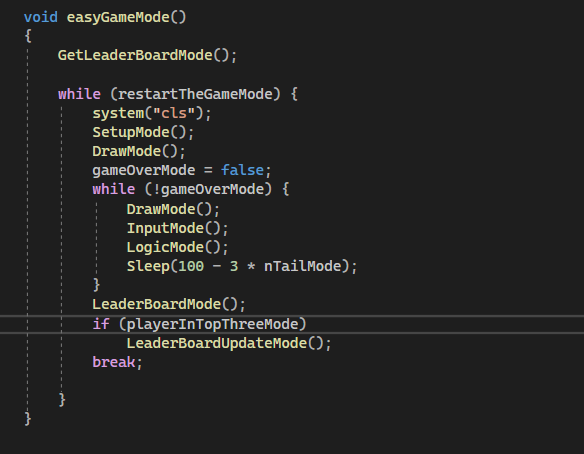 void easyGameMode()
{
    GetLeaderBoardMode();

    while (restartTheGameMode) {
        system("cls");
        SetupMode();
        DrawMode();
        gameOverMode = false;
        while (!gameOverMode) {
            DrawMode();
            InputMode();
            LogicMode();
            Sleep(100 - 3 * nTailMode);
        }
        LeaderBoardMode();
        if (playerInTopThreeMode)
            LeaderBoardUpdateMode();
        break;

    }
}